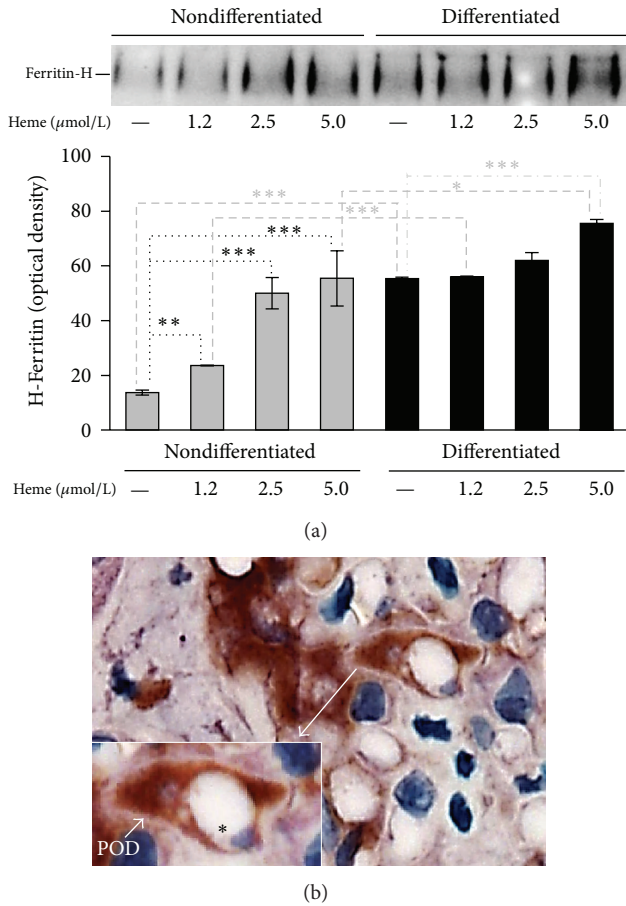 Nondifferentiated Differentiated
Ferritin-H
Heme (μmol/L) — 1.2 2.5 5.0 — 1.2 2.5 5.0
100
80
60
40
20
0
H-Ferritin (optical density)
***
***
*
***
***
***
**
Nondifferentiated Differentiated
Heme (μmol/L) — 1.2 2.5 5.0 — 1.2 2.5 5.0
(a)
*
POD
(b)